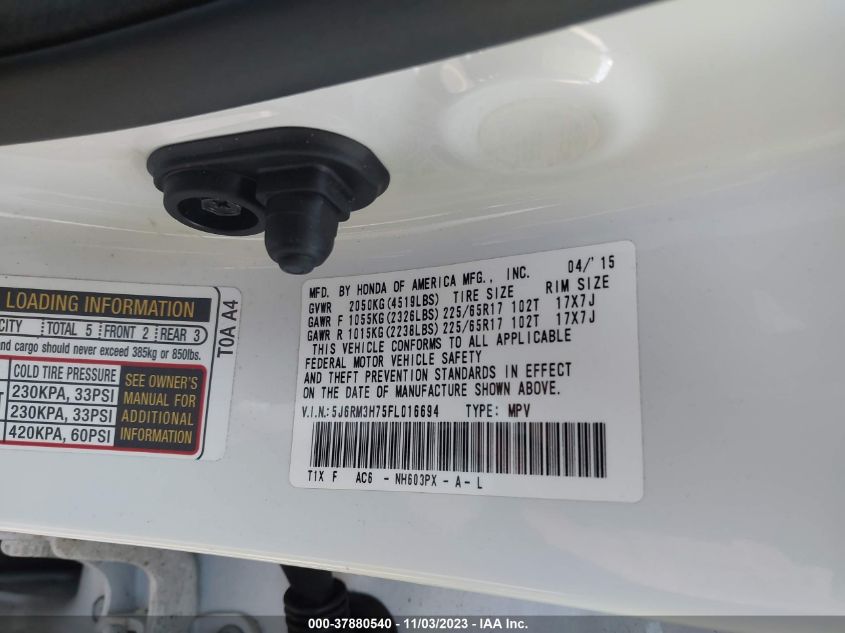 LOADING INFORMATION
CITY TOTAL 5 FRONT 2 REAR 3
and cargo should never exceed 385kg or 850lbs.
COLD TIRE PRESSURE
230KPA, 33PSI
230KPA, 33PSI
420KPA, 60PSI
SEE OWNER'S
MANUAL FOR
ADDITIONAL
INFORMATION
T0A A4
MFD. BY HONDA OF AMERICA MFG., INC. 04/'15
GVWR 2050KG(4519LBS) TIRE SIZE RIM SIZE
GAWR F 1055KG(2326LBS) 225/65R17 102T 17X7J
GAWR R 1015KG(2238LBS) 225/65R17 102T 17X7J
THIS VEHICLE CONFORMS TO ALL APPLICABLE
FEDERAL MOTOR VEHICLE SAFETY
AND THEFT PREVENTION STANDARDS IN EFFECT
ON THE DATE OF MANUFACTURE SHOWN ABOVE.
V.I.N.: 5J6RM3H75FL016694 TYPE: MPV
T1X F AC6 - NH603PX - A - L
000-37880540 - 11/03/2023 - IAA Inc.